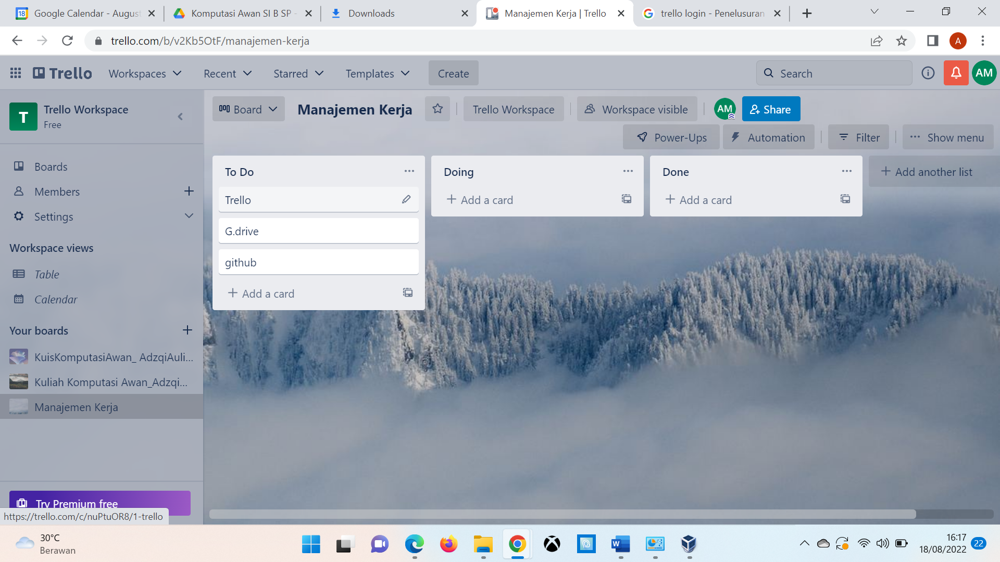 Google Calendar - August
Komputasi Awan SI B SP -
Downloads
Manajemen Kerja | Trello
trello login - Penelusuran
trello.com/b/v2Kb5OtF/manajemen-kerja
A
Trello
Workspaces
Recent
Starred
Templates
Create
Search
AM
T
Trello Workspace
Free
Board
Manajemen Kerja
Trello Workspace
Workspace visible
AM
Share
Power-Ups
Automation
Filter
Show menu
Boards
Members
Settings
Workspace views
Table
Calendar
Your boards
KuisKomputasiAwan_ AdzqiAuli...
Kuliah Komputasi Awan_Adzqi...
Manajemen Kerja
To Do
Trello
G.drive
github
Add a card
Doing
Add a card
Done
Add a card
Add another list
Try Premium free
https://trello.com/c/nuPtuOR8/1-trello
30°C
Berawan
16:17
18/08/2022
22